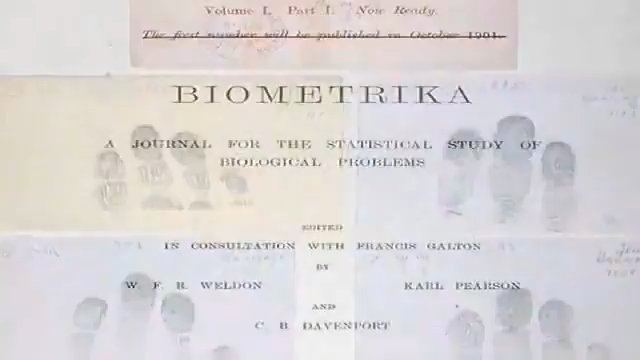 Volume I. Part I. Now Ready.
The first number will be published in October 1901.
BIOMETRIKA
A JOURNAL FOR THE STATISTICAL STUDY OF
BIOLOGICAL PROBLEMS
EDITED
IN CONSULTATION WITH FRANCIS GALTON
BY
W. F. R. WELDON KARL PEARSON
AND
C. B. DAVENPORT